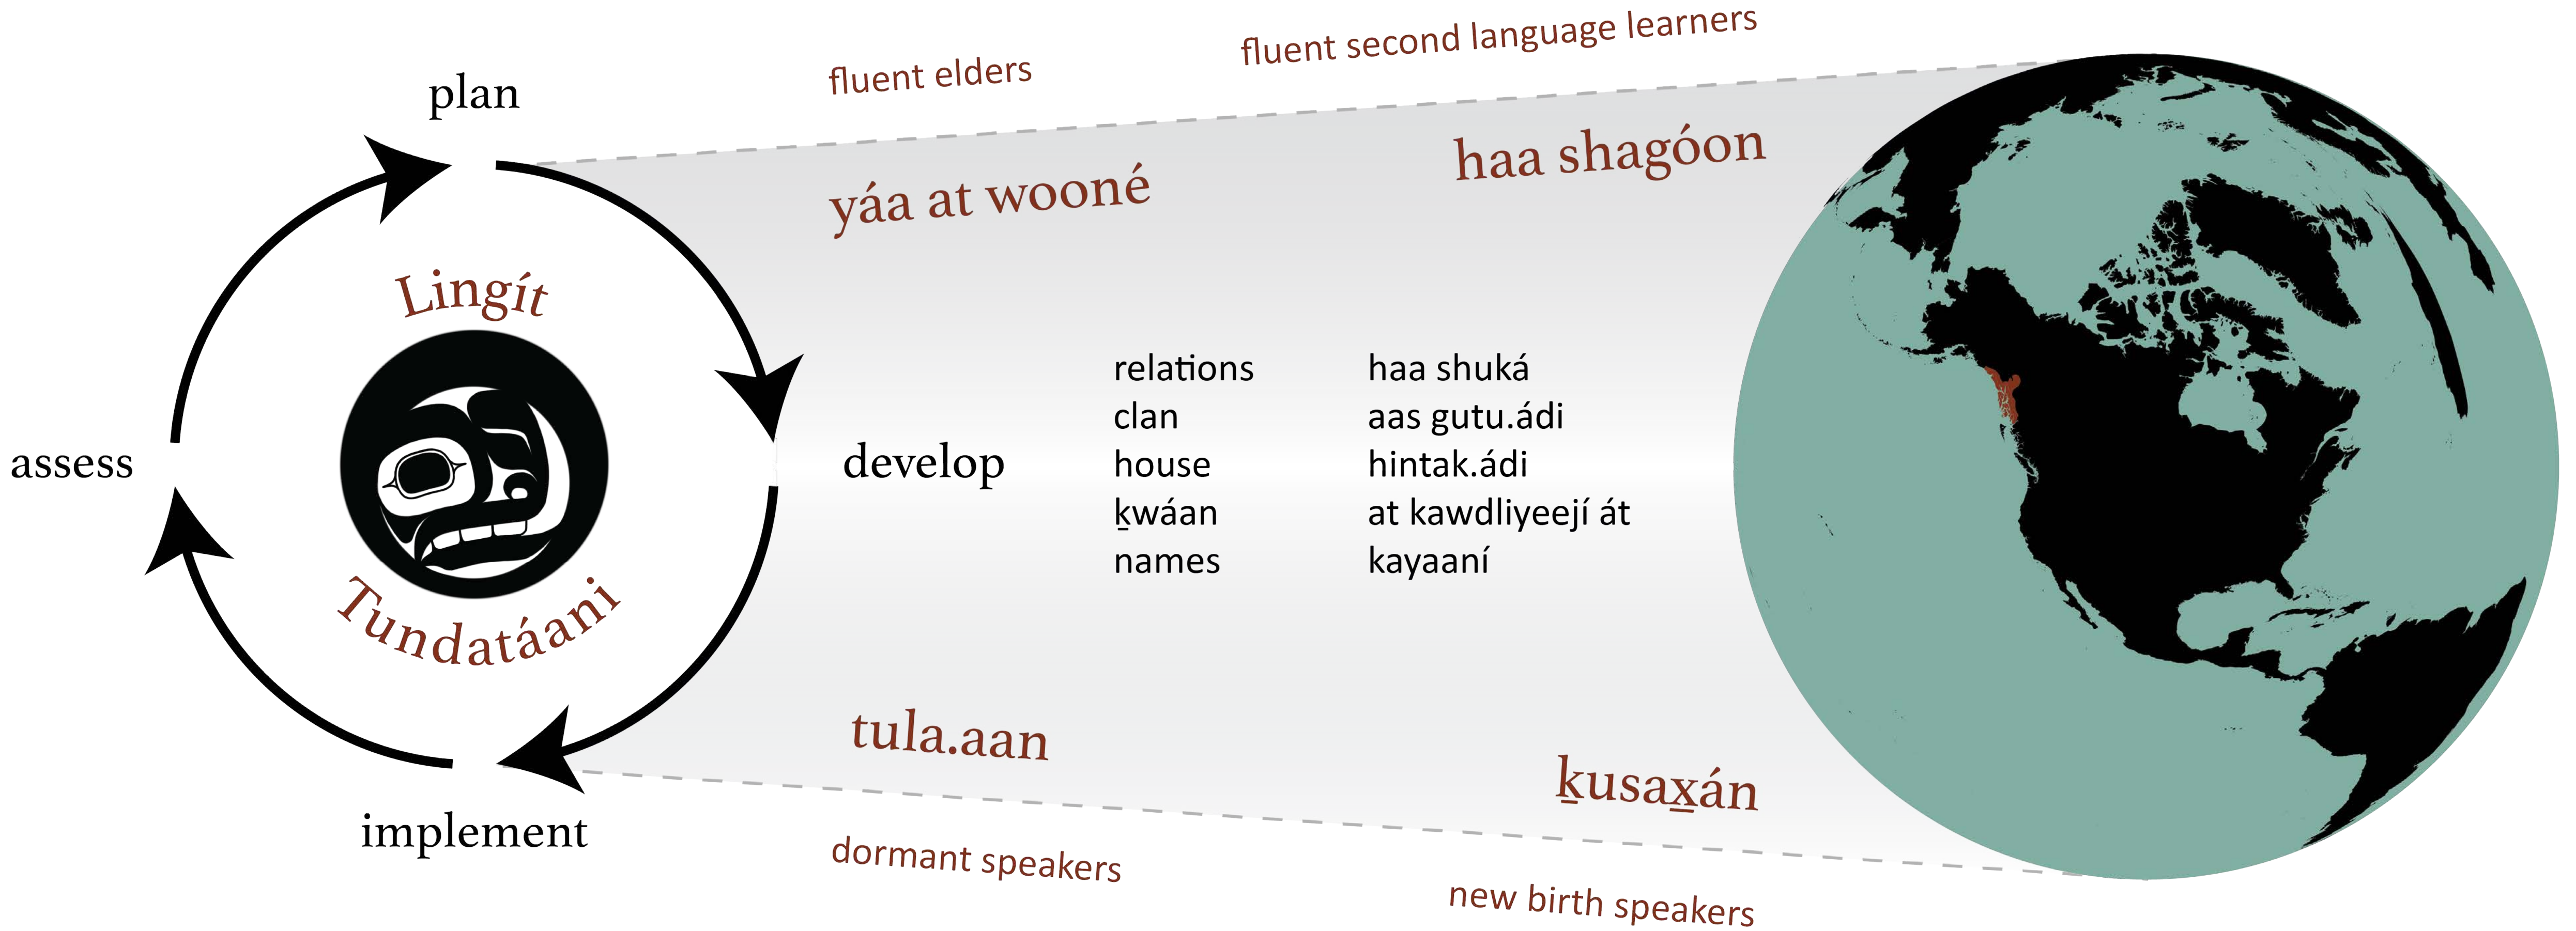 fluent elders
fluent second language learners
plan
yáa at wooné
haa shagóon
Lingít
Tundatáani
assess
develop
implement
relations
clan
house
ḵwáan
names
haa shuká
aas gutu.ádi
hintak.ádi
at kawdliyeejí át
kayaaní
tula.aan
ḵusax̱án
dormant speakers
new birth speakers